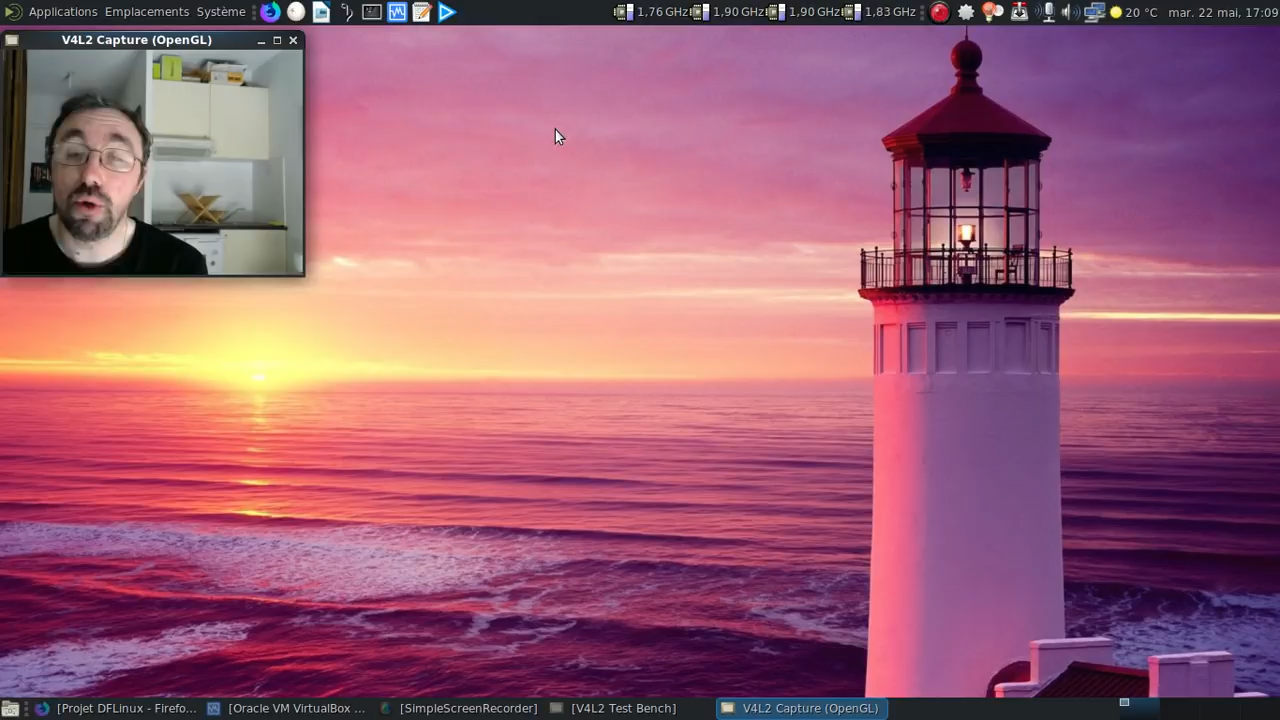 Applications Emplacements Système 1,76 GHz 1,90 GHz 1,90 GHz 1,83 GHz 20 °C mar. 22 mai, 17:09
V4L2 Capture (OpenGL)
[Projet DFLinux - Firefo... [Oracle VM VirtualBox ... [SimpleScreenRecorder] [V4L2 Test Bench] V4L2 Capture (OpenGL)